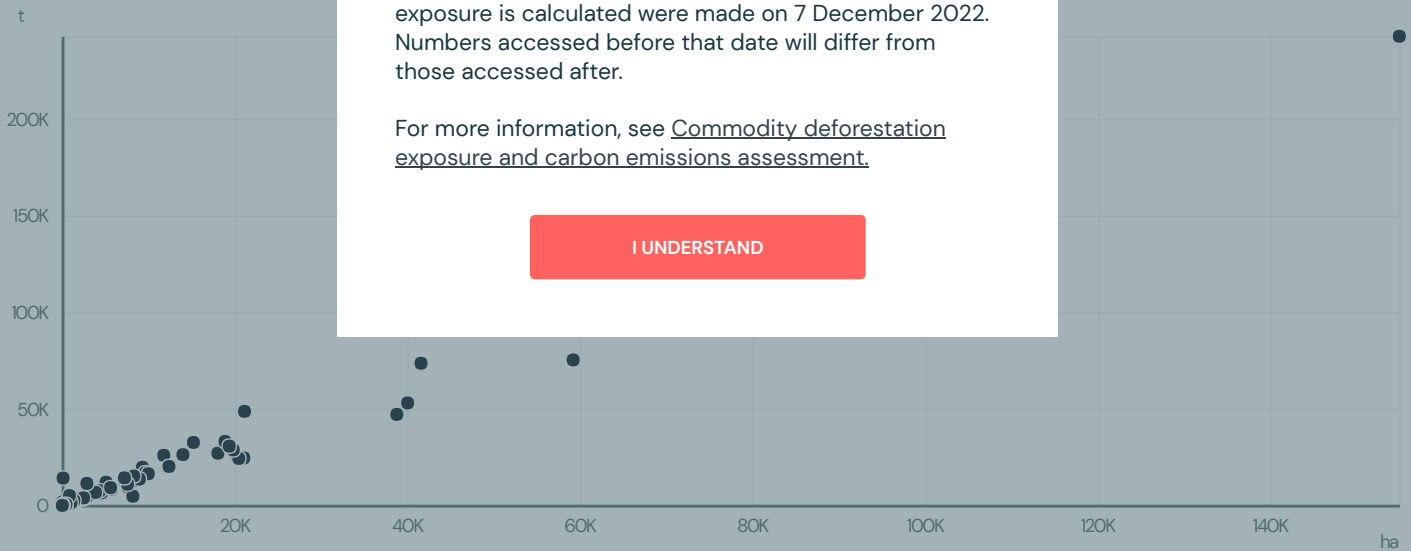 t
exposure is calculated were made on 7 December 2022.
Numbers accessed before that date will differ from
those accessed after.
For more information, see Commodity deforestation
exposure and carbon emissions assessment.
I UNDERSTAND
200K
150K
100K
50K
0
20K
40K
60K
80K
100K
120K
140K
ha